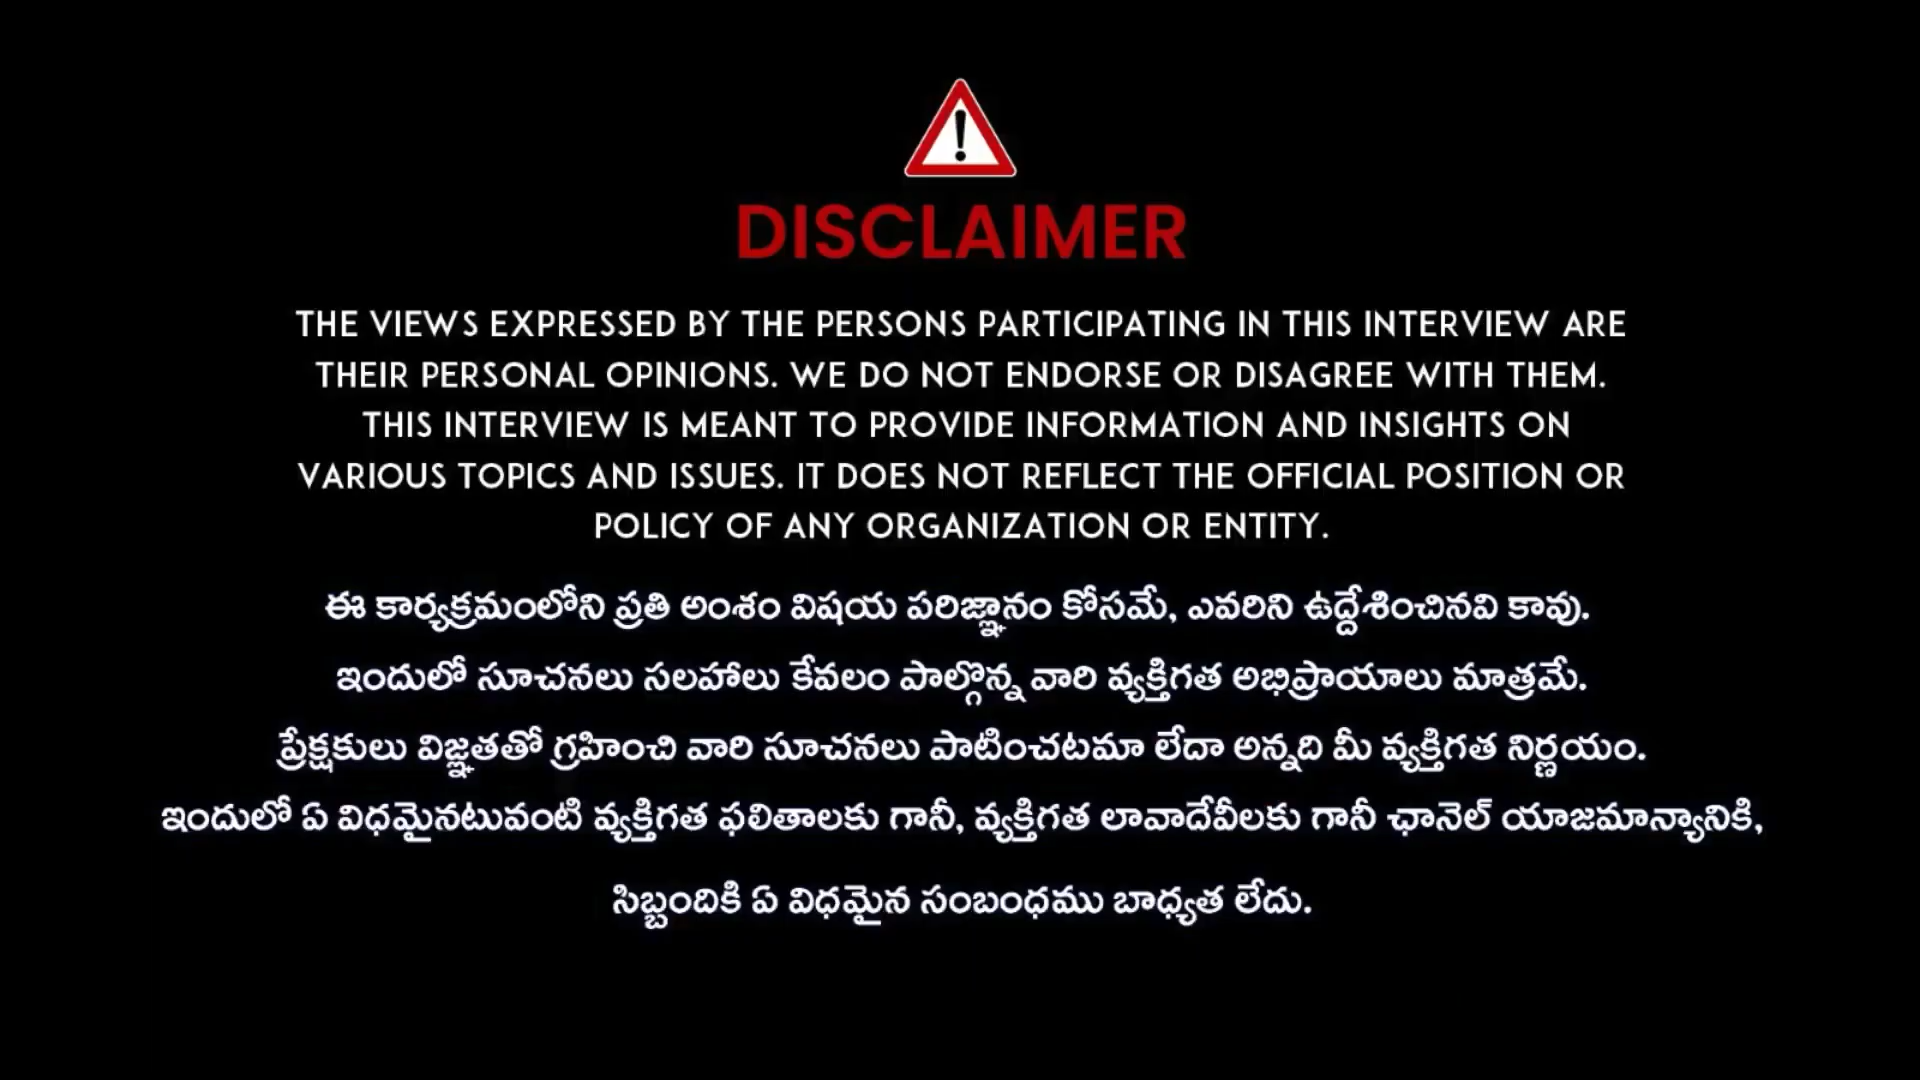 DISCLAIMER
THE VIEWS EXPRESSED BY THE PERSONS PARTICIPATING IN THIS INTERVIEW ARE
THEIR PERSONAL OPINIONS. WE DO NOT ENDORSE OR DISAGREE WITH THEM.
THIS INTERVIEW IS MEANT TO PROVIDE INFORMATION AND INSIGHTS ON
VARIOUS TOPICS AND ISSUES. IT DOES NOT REFLECT THE OFFICIAL POSITION OR
POLICY OF ANY ORGANIZATION OR ENTITY.
ఈ కార్యక్రమంలోని ప్రతి అంశం విషయ పరిజ్ఞానం కోసమే, ఎవరిని ఉద్దేశించినవి కావు.
ఇందులో సూచనలు సలహాలు కేవలం పాల్గొన్న వారి వ్యక్తిగత అభిప్రాయాలు మాత్రమే.
ప్రేక్షకులు విజ్ఞతతో గ్రహించి వారి సూచనలు పాటించటమా లేదా అన్నది మీ వ్యక్తిగత నిర్ణయం.
ఇందులో ఏ విధమైనటువంటి వ్యక్తిగత ఫలితాలకు గానీ, వ్యక్తిగత లావాదేవీలకు గానీ ఛానెల్ యాజమాన్యానికి,
సిబ్బందికి ఏ విధమైన సంబంధము బాధ్యత లేదు.